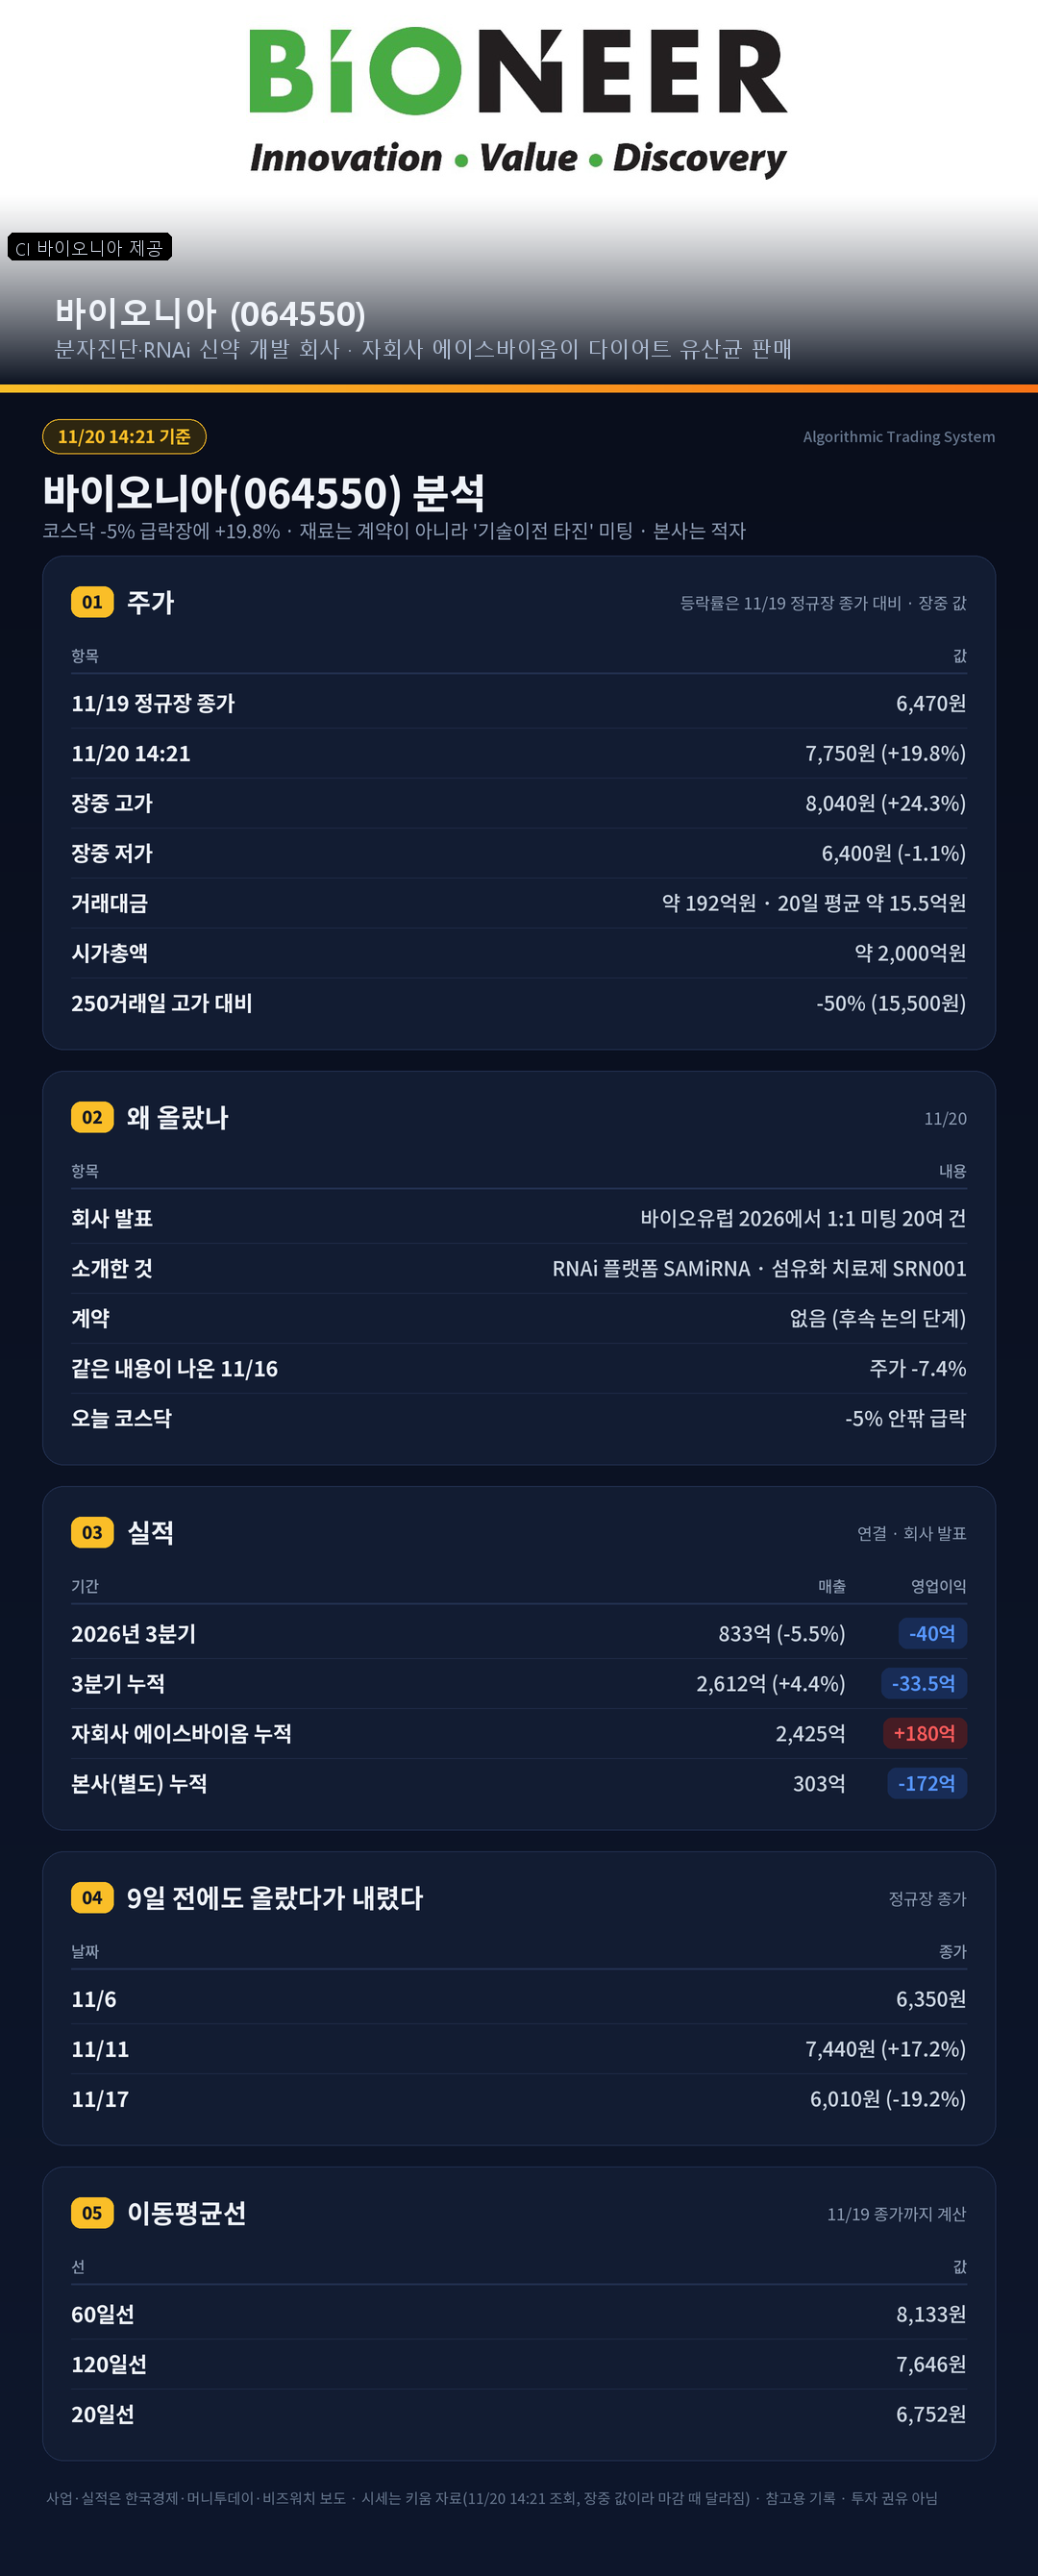 BIONEER
Innovation • Value • Discovery
CI 바이오니아 제공
바이오니아 (064550)
분자진단·RNAi 신약 개발 회사 · 자회사 에이스바이옴이 다이어트 유산균 판매
11/20 14:21 기준
Algorithmic Trading System
바이오니아(064550) 분석
코스닥 -5% 급락장에 +19.8% · 재료는 계약이 아니라 '기술이전 타진' 미팅 · 본사는 적자
01 주가 등락률은 11/19 정규장 종가 대비 · 장중 값
항목 값
11/19 정규장 종가 6,470원
11/20 14:21 7,750원 (+19.8%)
장중 고가 8,040원 (+24.3%)
장중 저가 6,400원 (-1.1%)
거래대금 약 192억원 · 20일 평균 약 15.5억원
시가총액 약 2,000억원
250거래일 고가 대비 -50% (15,500원)
02 왜 올랐나 11/20
항목 내용
회사 발표 바이오유럽 2026에서 1:1 미팅 20여 건
소개한 것 RNAi 플랫폼 SAMiRNA · 섬유화 치료제 SRN001
계약 없음 (후속 논의 단계)
같은 내용이 나온 11/16 주가 -7.4%
오늘 코스닥 -5% 안팎 급락
03 실적 연결 · 회사 발표
기간 매출 영업이익
2026년 3분기 833억 (-5.5%) -40억
3분기 누적 2,612억 (+4.4%) -33.5억
자회사 에이스바이옴 누적 2,425억 +180억
본사(별도) 누적 303억 -172억
04 9일 전에도 올랐다가 내렸다 정규장 종가
날짜 종가
11/6 6,350원
11/11 7,440원 (+17.2%)
11/17 6,010원 (-19.2%)
05 이동평균선 11/19 종가까지 계산
선 값
60일선 8,133원
120일선 7,646원
20일선 6,752원
사업·실적은 한국경제·머니투데이·비즈워치 보도 · 시세는 키움 자료(11/20 14:21 조회, 장중 값이라 마감 때 달라짐) · 참고용 기록 · 투자 권유 아님